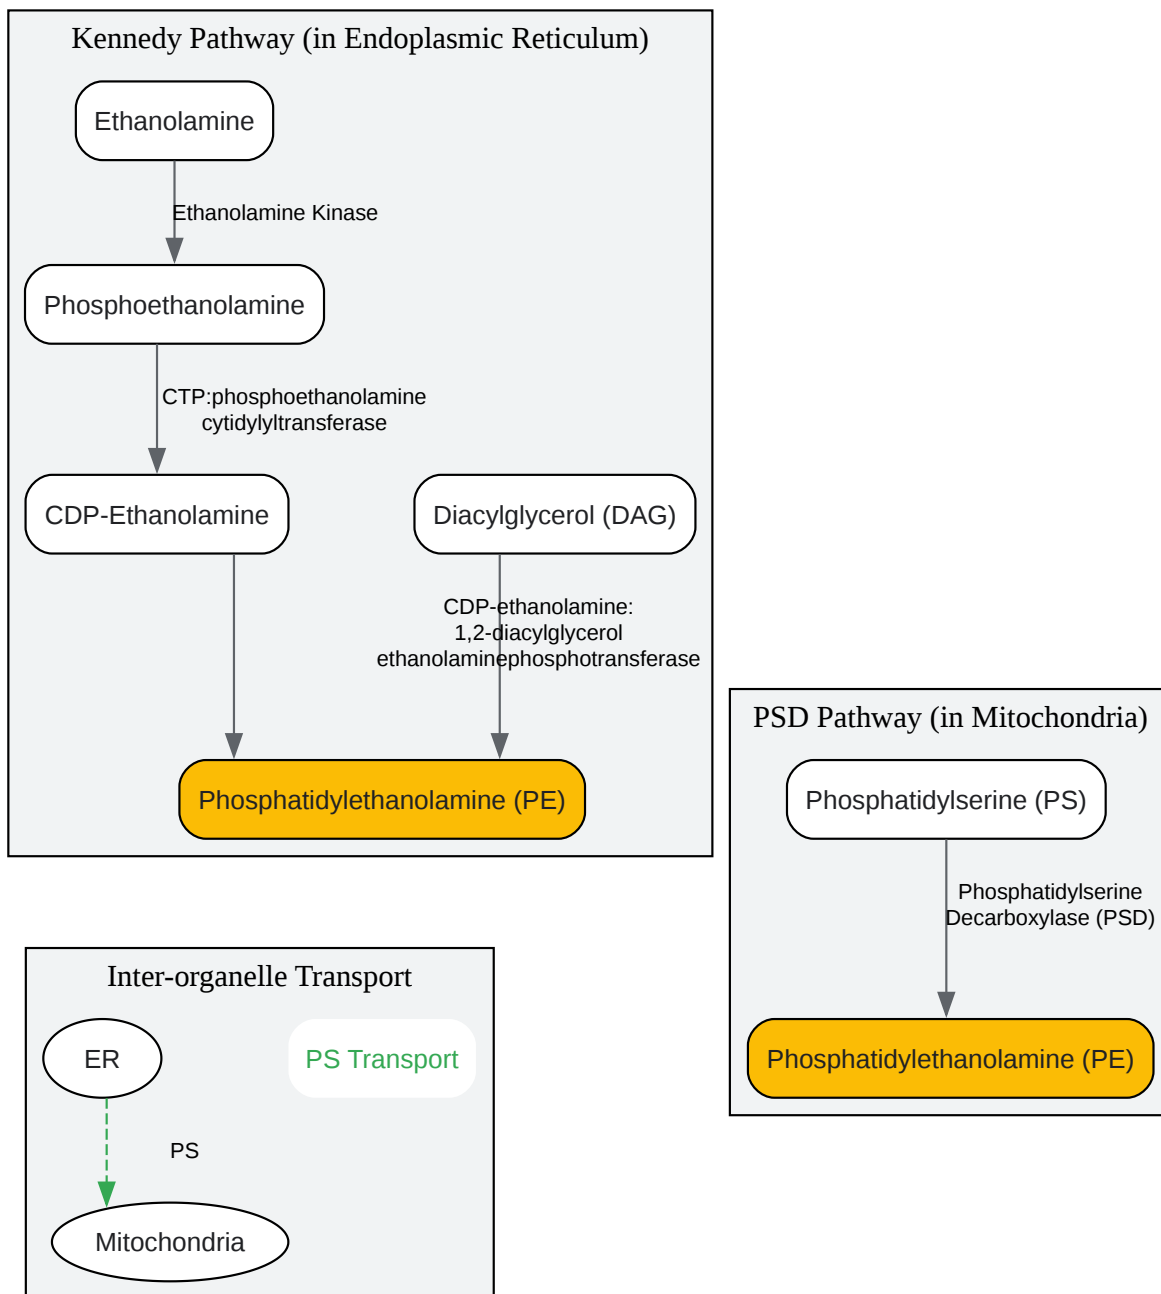 Kennedy Pathway (in Endoplasmic Reticulum)
Ethanolamine
Ethanolamine Kinase
Phosphoethanolamine
CTP:phosphoethanolamine
cytidylyltransferase
CDP-Ethanolamine
Diacylglycerol (DAG)
CDP-ethanolamine:
1,2-diacylglycerol
ethanolaminephosphotransferase
Phosphatidylethanolamine (PE)
PSD Pathway (in Mitochondria)
Phosphatidylserine (PS)
Phosphatidylserine
Decarboxylase (PSD)
Phosphatidylethanolamine (PE)
Inter-organelle Transport
ER
PS Transport
PS
Mitochondria